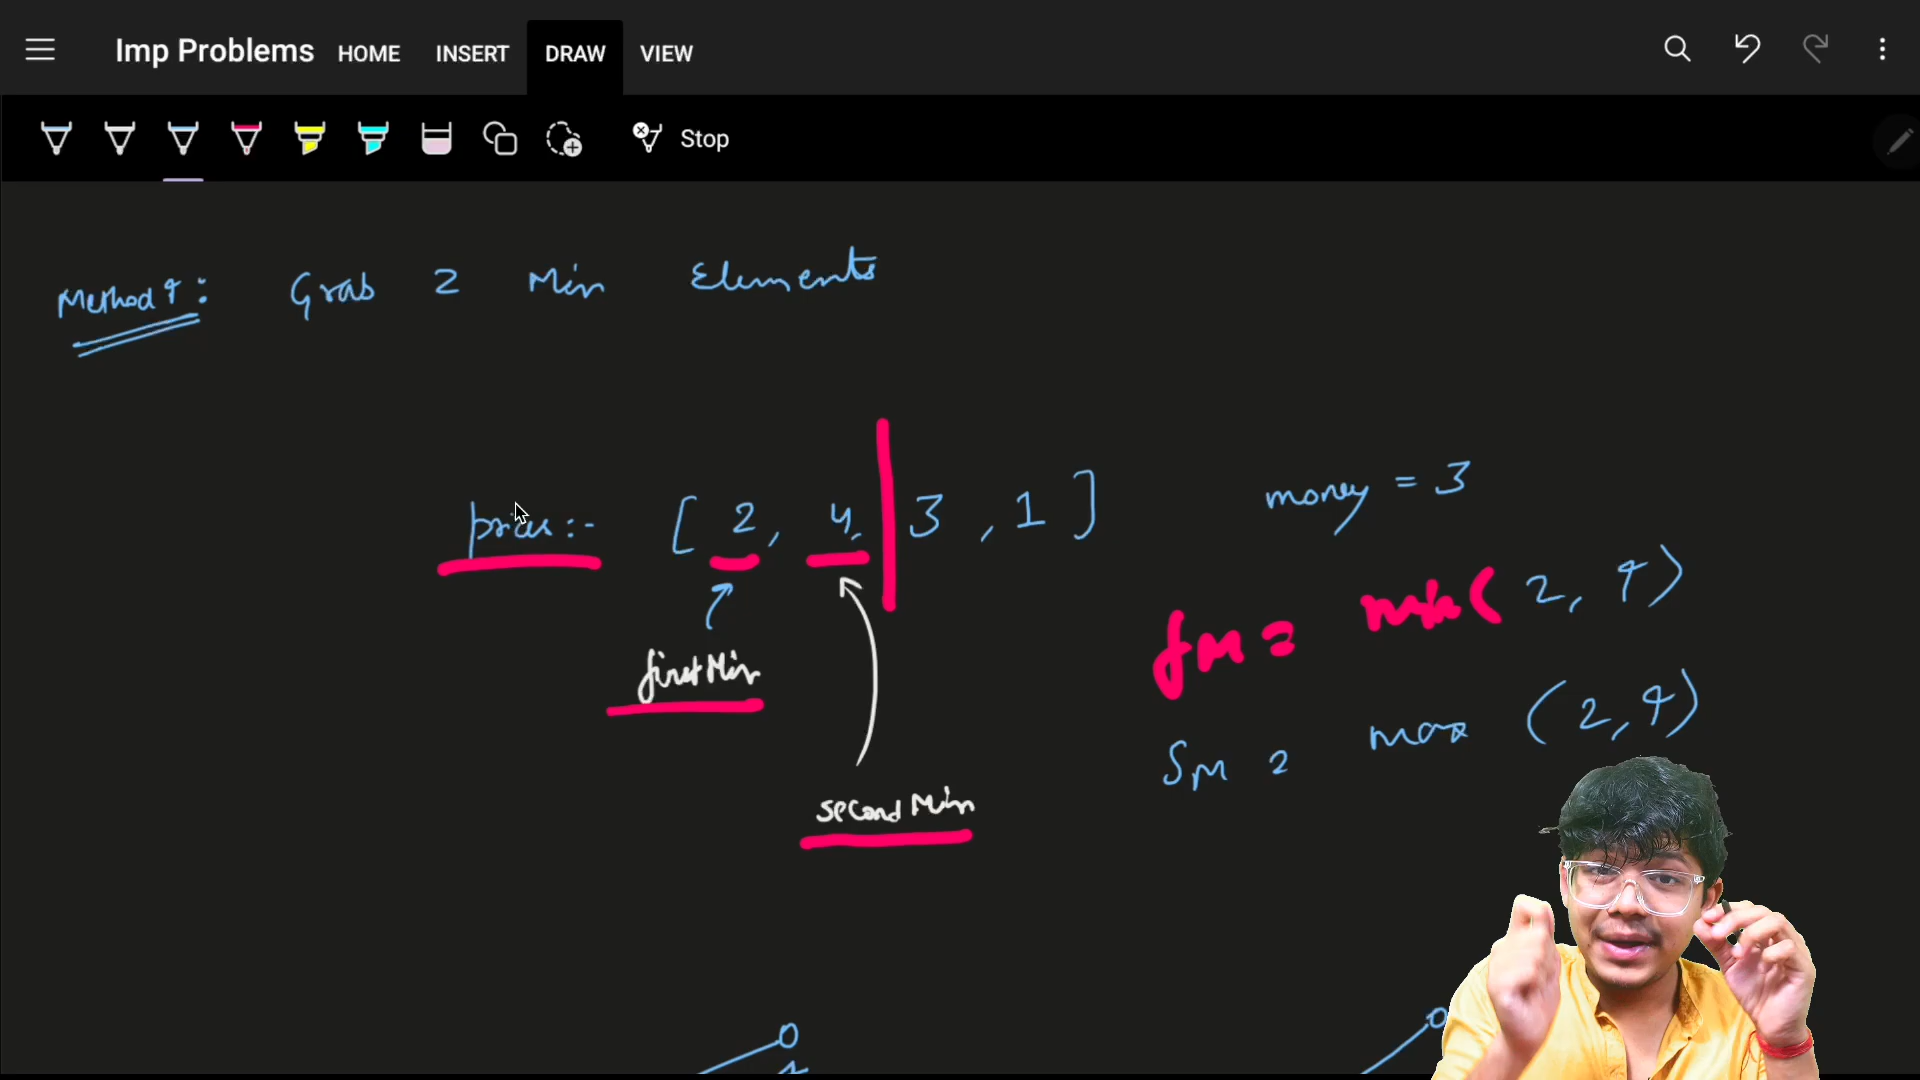 Imp Problems HOME INSERT DRAW VIEW
Stop
Method 4: Grab 2 Min Elements
prices:- [ 2, 4, 3 , 1 ] money = 3
fm = min( 2, 4)
firstMin
Sm = max (2,4)
second Min